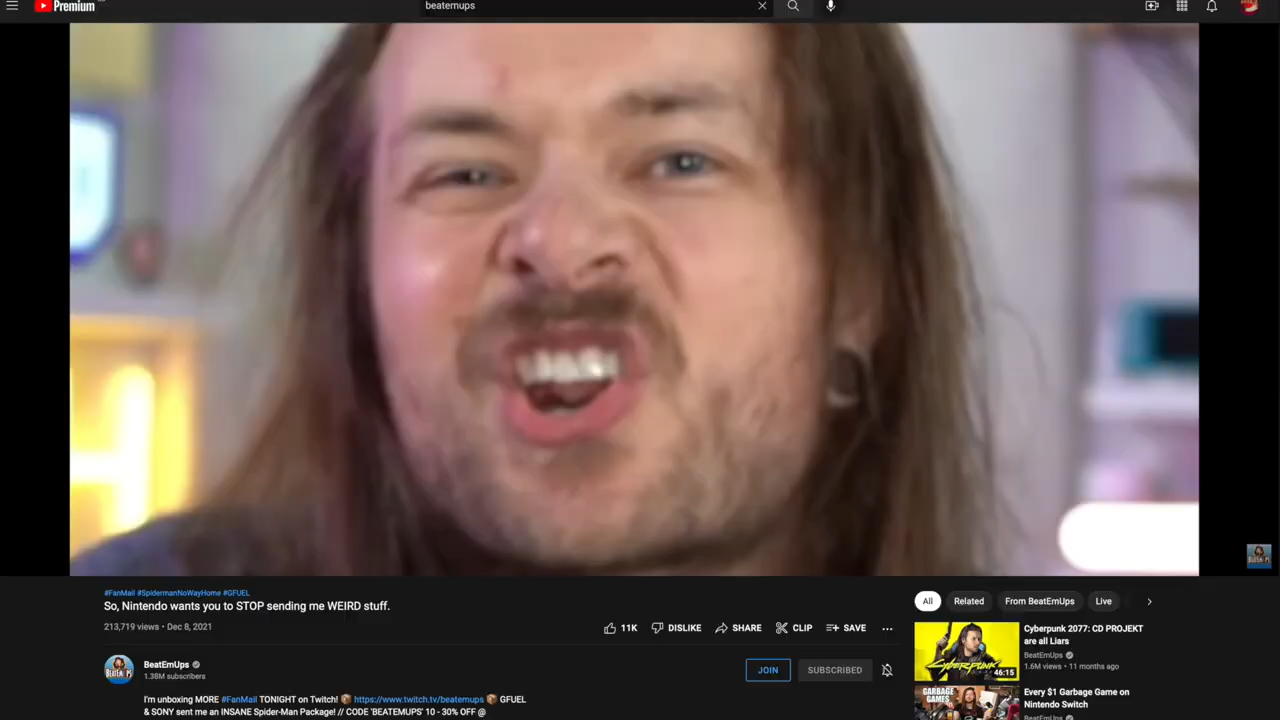 Premium
beatemups
#FanMail #SpidermanNoWayHome #GFUEL
So, Nintendo wants you to STOP sending me WEIRD stuff.
213,719 views • Dec 8, 2021
11K
DISLIKE
SHARE
CLIP
SAVE
BeatEmUps
1.38M subscribers
JOIN
SUBSCRIBED
I'm unboxing MORE #FanMail TONIGHT on Twitch! 📦 https://www.twitch.tv/beatemups 📦 GFUEL
& SONY sent me an INSANE Spider-Man Package! // CODE 'BEATEMUPS' 10 - 30% OFF @
All
Related
From BeatEmUps
Live
Cyberpunk
46:15
Cyberpunk 2077: CD PROJEKT
are all Liars
BeatEmUps
1.6M views • 11 months ago
GARBAGE
GAMES
Every $1 Garbage Game on
Nintendo Switch
BeatEmUps